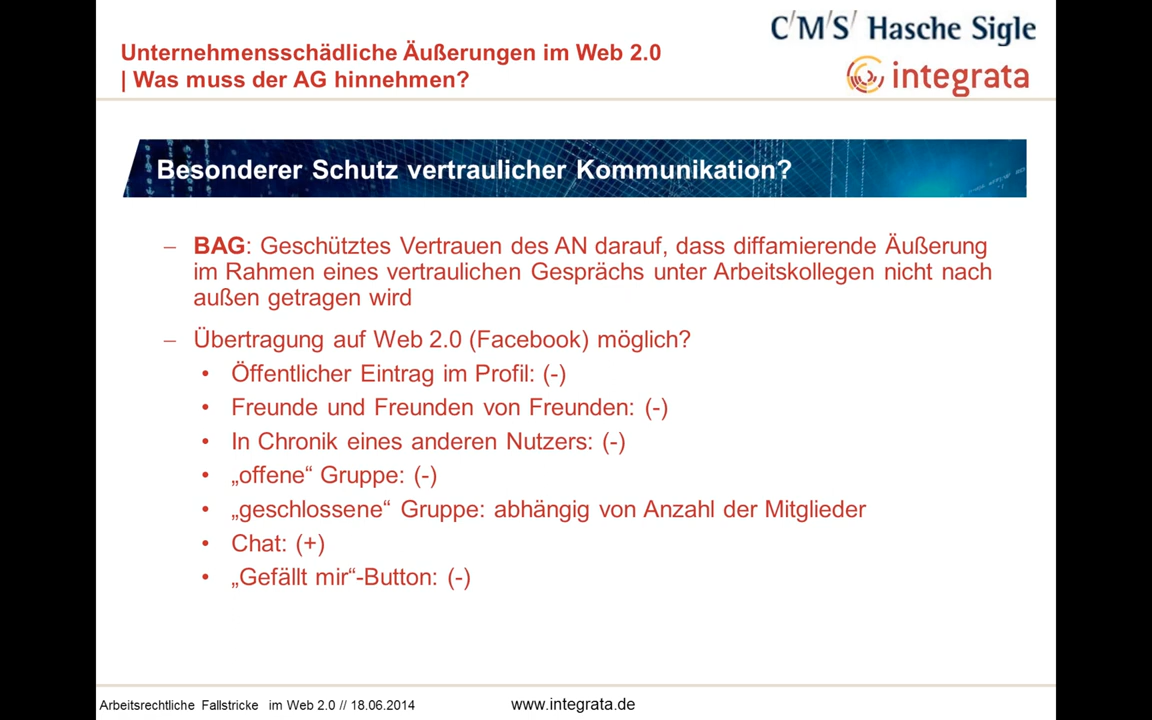 C/M/S/ Hasche Sigle
Unternehmensschädliche Äußerungen im Web 2.0
| Was muss der AG hinnehmen?
integrata
Besonderer Schutz vertraulicher Kommunikation?
– BAG: Geschütztes Vertrauen des AN darauf, dass diffamierende Äußerung
im Rahmen eines vertraulichen Gesprächs unter Arbeitskollegen nicht nach
außen getragen wird
– Übertragung auf Web 2.0 (Facebook) möglich?
• Öffentlicher Eintrag im Profil: (-)
• Freunde und Freunden von Freunden: (-)
• In Chronik eines anderen Nutzers: (-)
• „offene“ Gruppe: (-)
• „geschlossene“ Gruppe: abhängig von Anzahl der Mitglieder
• Chat: (+)
• „Gefällt mir“-Button: (-)
Arbeitsrechtliche Fallstricke im Web 2.0 // 18.06.2014 www.integrata.de